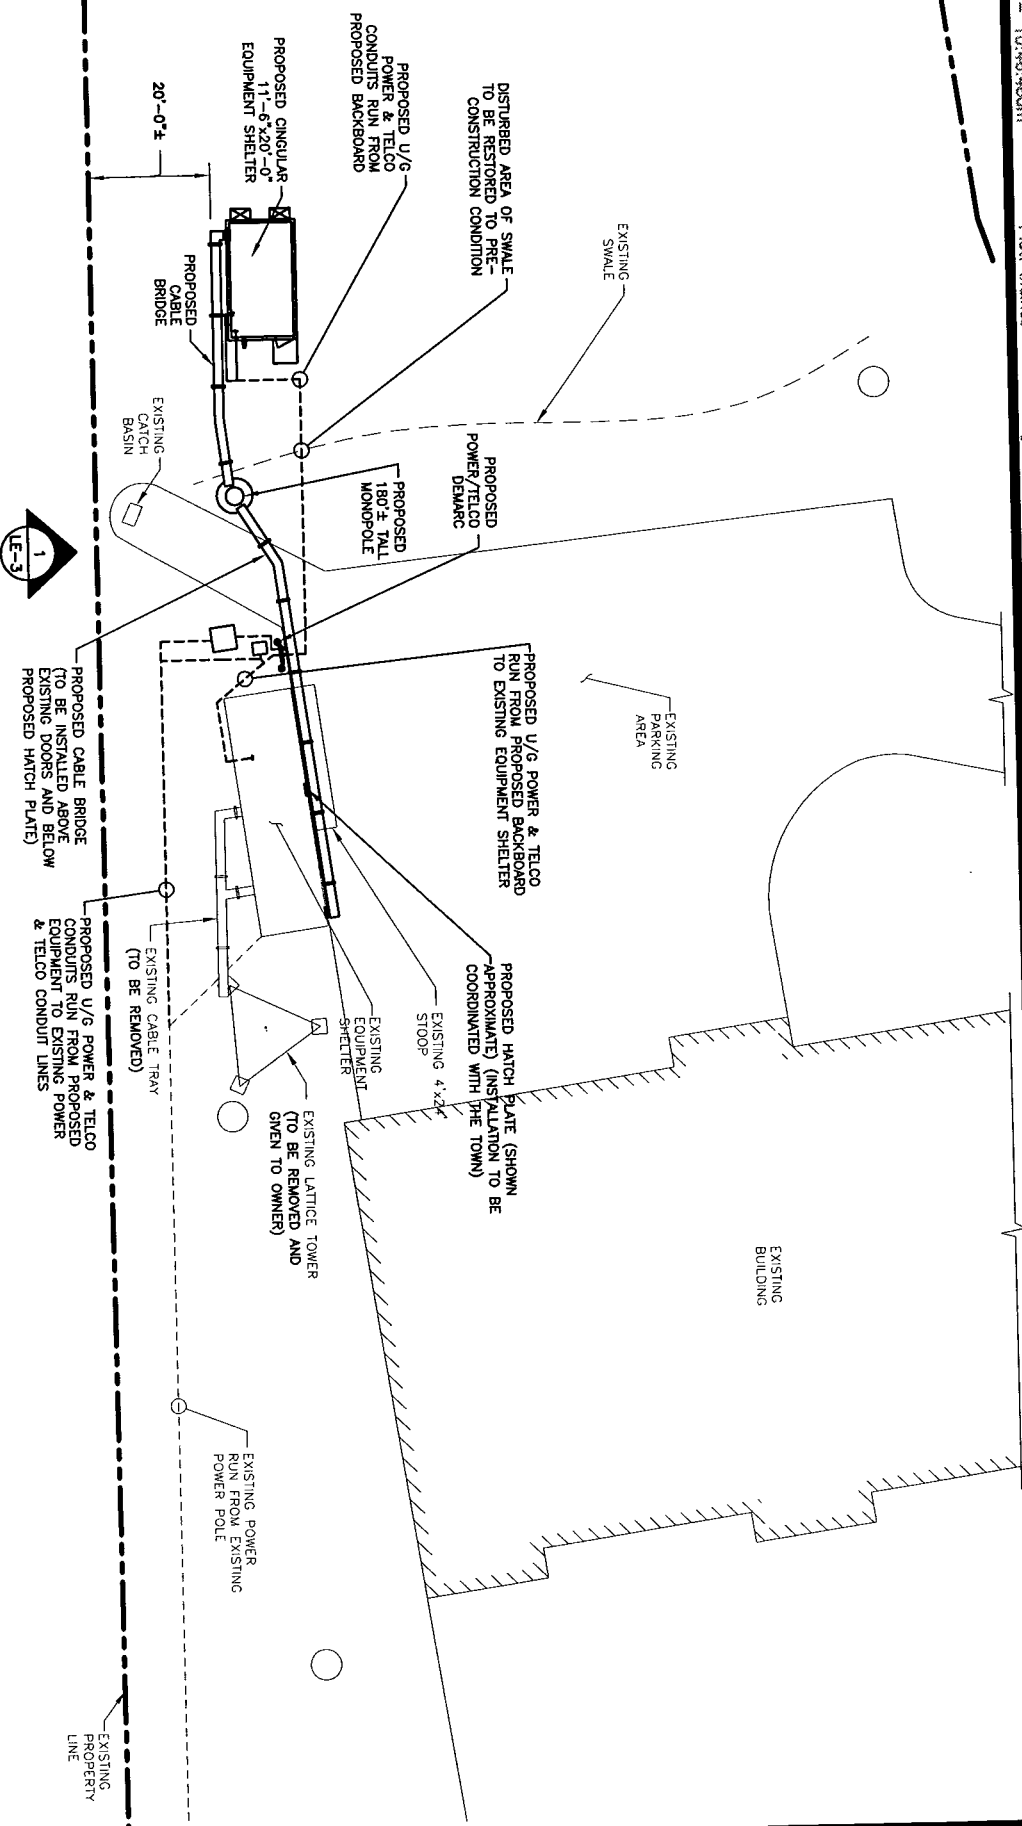 EXISTING
SWALE
DISTURBED AREA OF SWALE
TO BE RESTORED TO PRE-
CONSTRUCTION CONDITION
PROPOSED U/G
POWER & TELCO
CONDUITS RUN FROM
PROPOSED BACKBOARD
PROPOSED CINGULAR
11'-6"x20'-0"
EQUIPMENT SHELTER
20'-0"±
PROPOSED
CABLE
BRIDGE
EXISTING
CATCH
BASIN
PROPOSED
POWER/TELCO
DEMARC
PROPOSED
180'± TALL
MONOPOLE
1
LE-3
EXISTING
PARKING
AREA
PROPOSED U/G POWER & TELCO
RUN FROM PROPOSED BACKBOARD
TO EXISTING EQUIPMENT SHELTER
PROPOSED CABLE BRIDGE
(TO BE INSTALLED ABOVE
EXISTING DOORS AND BELOW
PROPOSED HATCH PLATE)
PROPOSED HATCH PLATE (SHOWN
APPROXIMATE) (INSTALLATION TO BE
COORDINATED WITH THE TOWN)
EXISTING 4'x24'
STOOP
EXISTING
EQUIPMENT
SHELTER
EXISTING LATTICE TOWER
(TO BE REMOVED AND
GIVEN TO OWNER)
EXISTING CABLE TRAY
(TO BE REMOVED)
PROPOSED U/G POWER & TELCO
CONDUITS RUN FROM PROPOSED
EQUIPMENT TO EXISTING POWER
& TELCO CONDUIT LINES
EXISTING
BUILDING
EXISTING POWER
RUN FROM EXISTING
POWER POLE
EXISTING
PROPERTY
LINE